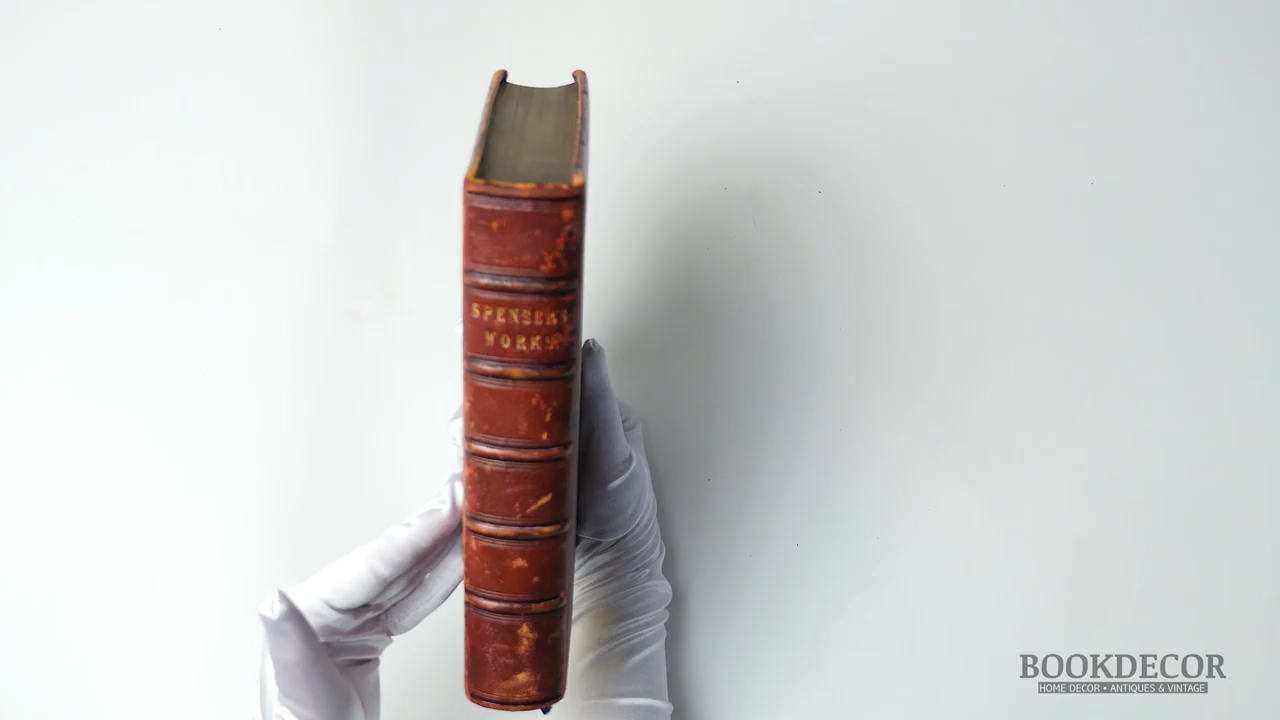 SPENSER'S
WORKS
BOOKDECOR
HOME DECOR • ANTIQUES & VINTAGE